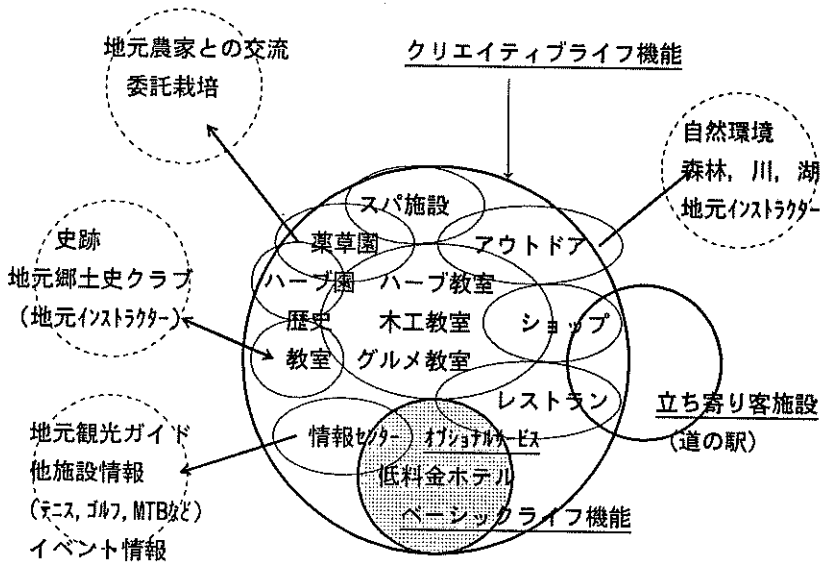 地元農家との交流
委託栽培
クリエイティブライフ機能
自然環境
森林，川，湖
地元インストラクター
スパ施設
薬草園
アウトドア
史跡
地元郷土史クラブ
（地元インストラクター）
ハーブ園
ハーブ教室
歴史
教室
木工教室
グルメ教室
ショップ
レストラン
立ち寄り客施設
（道の駅）
地元観光ガイド
他施設情報
（テニス，ゴルフ，MTBなど）
イベント情報
情報センター
オプショナルサービス
低料金ホテル
ベーシックライフ機能